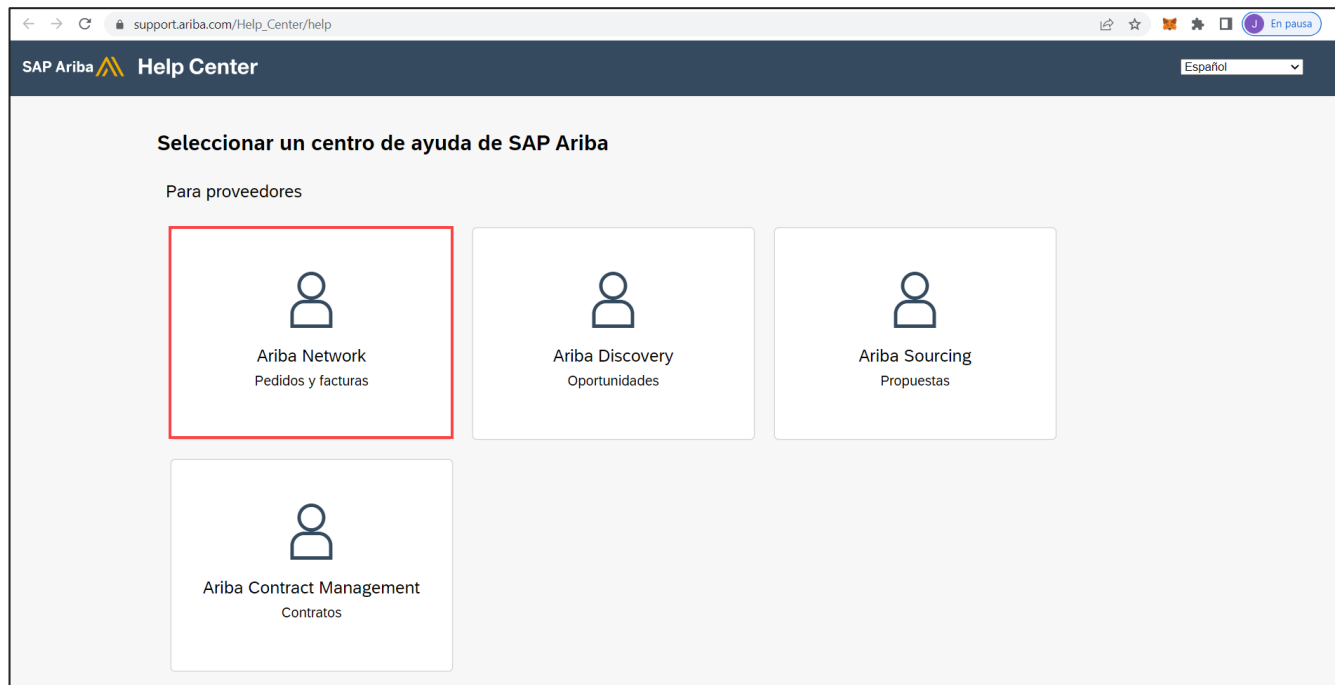 support.ariba.com/Help_Center/help
J En pausa
SAP Ariba Help Center
Español
Seleccionar un centro de ayuda de SAP Ariba
Para proveedores
Ariba Network
Pedidos y facturas
Ariba Discovery
Oportunidades
Ariba Sourcing
Propuestas
Ariba Contract Management
Contratos